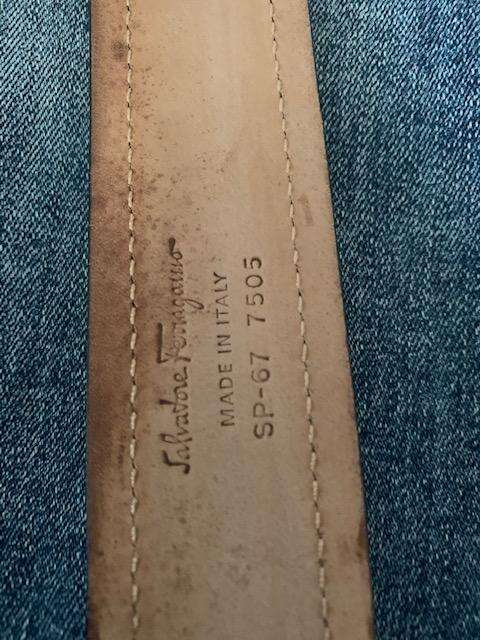 Salvatore Ferragamo
MADE IN ITALY
SP-67 7505